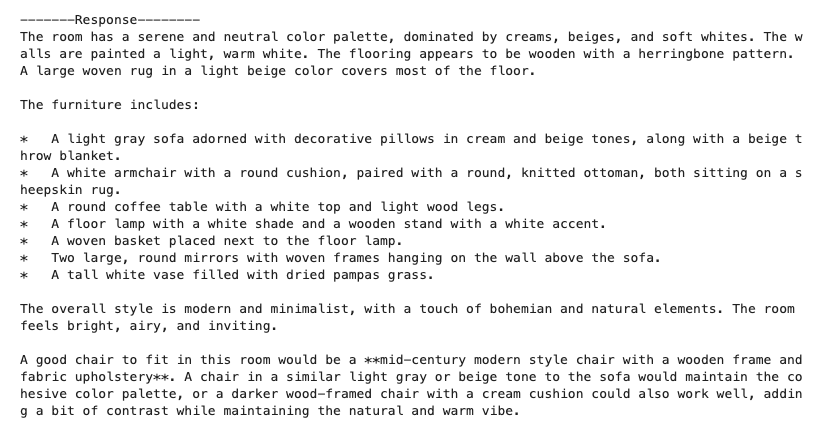 -------Response--------
The room has a serene and neutral color palette, dominated by creams, beiges, and soft whites. The w
alls are painted a light, warm white. The flooring appears to be wooden with a herringbone pattern.
A large woven rug in a light beige color covers most of the floor.

The furniture includes:

*   A light gray sofa adorned with decorative pillows in cream and beige tones, along with a beige t
hrow blanket.
*   A white armchair with a round cushion, paired with a round, knitted ottoman, both sitting on a s
heepskin rug.
*   A round coffee table with a white top and light wood legs.
*   A floor lamp with a white shade and a wooden stand with a white accent.
*   A woven basket placed next to the floor lamp.
*   Two large, round mirrors with woven frames hanging on the wall above the sofa.
*   A tall white vase filled with dried pampas grass.

The overall style is modern and minimalist, with a touch of bohemian and natural elements. The room
feels bright, airy, and inviting.

A good chair to fit in this room would be a **mid-century modern style chair with a wooden frame and
fabric upholstery**. A chair in a similar light gray or beige tone to the sofa would maintain the co
hesive color palette, or a darker wood-framed chair with a cream cushion could also work well, addin
g a bit of contrast while maintaining the natural and warm vibe.